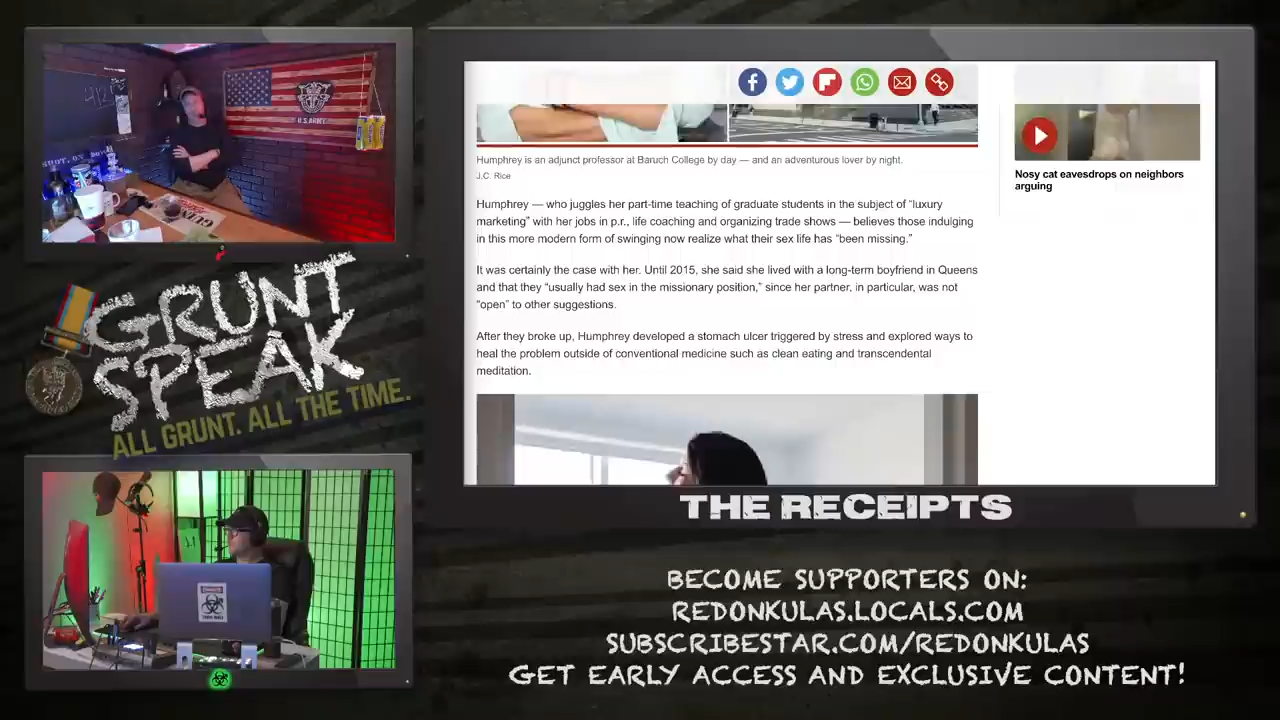 U.S. ARMY
GRUNT
SPEAK
ALL GRUNT. ALL THE TIME.
Humphrey is an adjunct professor at Baruch College by day — and an adventurous lover by night.
J.C. Rice
Humphrey — who juggles her part-time teaching of graduate students in the subject of “luxury
marketing” with her jobs in p.r., life coaching and organizing trade shows — believes those indulging
in this more modern form of swinging now realize what their sex life has “been missing.”
It was certainly the case with her. Until 2015, she said she lived with a long-term boyfriend in Queens
and that they “usually had sex in the missionary position,” since her partner, in particular, was not
“open” to other suggestions.
After they broke up, Humphrey developed a stomach ulcer triggered by stress and explored ways to
heal the problem outside of conventional medicine such as clean eating and transcendental
meditation.
Nosy cat eavesdrops on neighbors
arguing
THE RECEIPTS
BECOME SUPPORTERS ON:
REDONKULAS.LOCALS.COM
SUBSCRIBESTAR.COM/REDONKULAS
GET EARLY ACCESS AND EXCLUSIVE CONTENT!